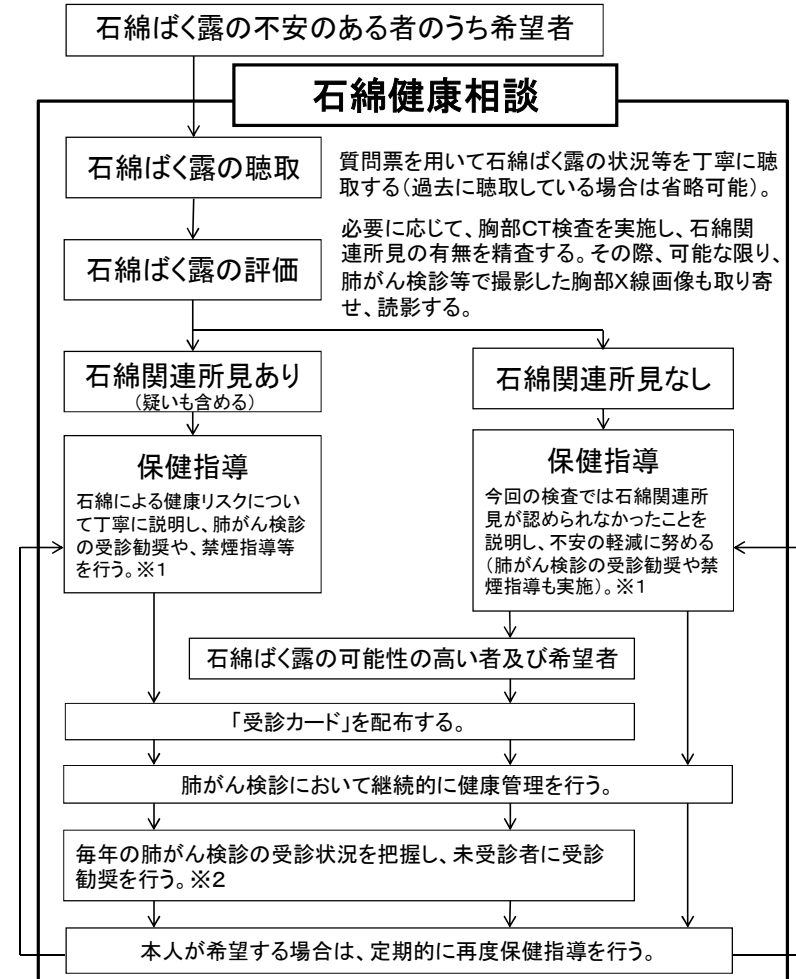 石綿ばく露の不安のある者のうち希望者
石綿健康相談
石綿ばく露の聴取
質問票を用いて石綿ばく露の状況等を丁寧に聴
取する(過去に聴取している場合は省略可能)。
石綿ばく露の評価
必要に応じて、胸部CT検査を実施し、石綿関
連所見の有無を精査する。その際、可能な限り、
肺がん検診等で撮影した胸部X線画像も取り寄
せ、読影する。
石綿関連所見あり
(疑いも含める)
石綿関連所見なし
保健指導
石綿による健康リスクについ
て丁寧に説明し、肺がん検診
の受診勧奨や、禁煙指導等
を行う。※1
保健指導
今回の検査では石綿関連所
見が認められなかったことを
説明し、不安の軽減に努める
(肺がん検診の受診勧奨や禁
煙指導も実施)。※1
石綿ばく露の可能性の高い者及び希望者
「受診カード」を配布する。
肺がん検診において継続的に健康管理を行う。
毎年の肺がん検診の受診状況を把握し、未受診者に受診
勧奨を行う。※2
本人が希望する場合は、定期的に再度保健指導を行う。